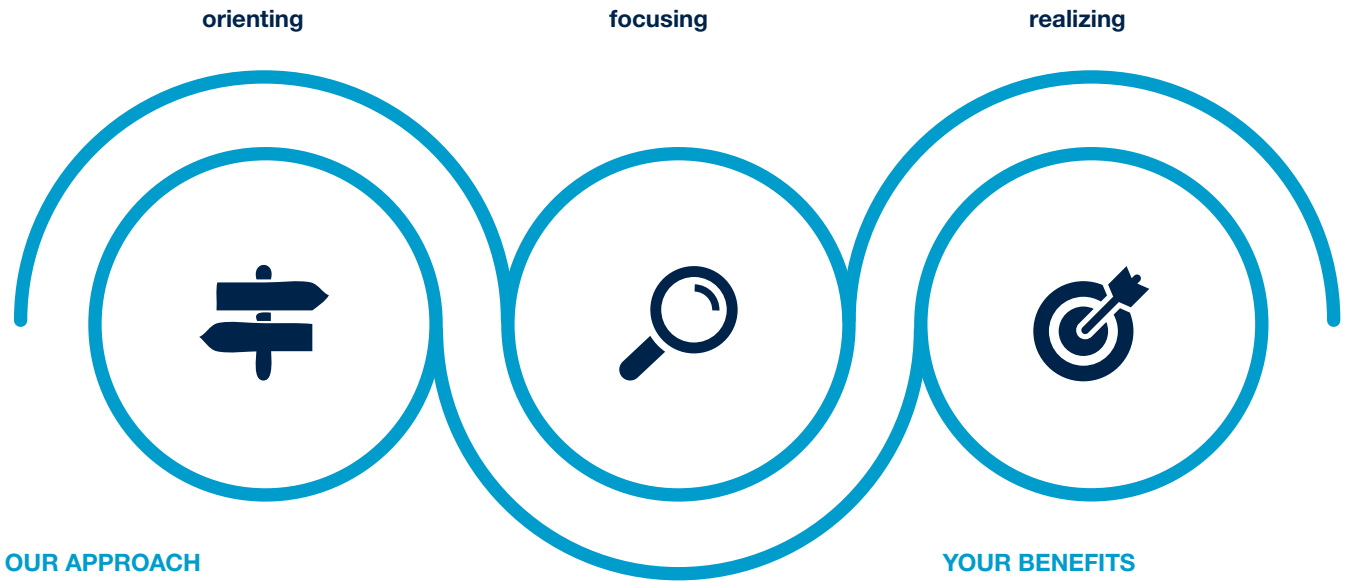 orienting
focusing
realizing
OUR APPROACH
YOUR BENEFITS